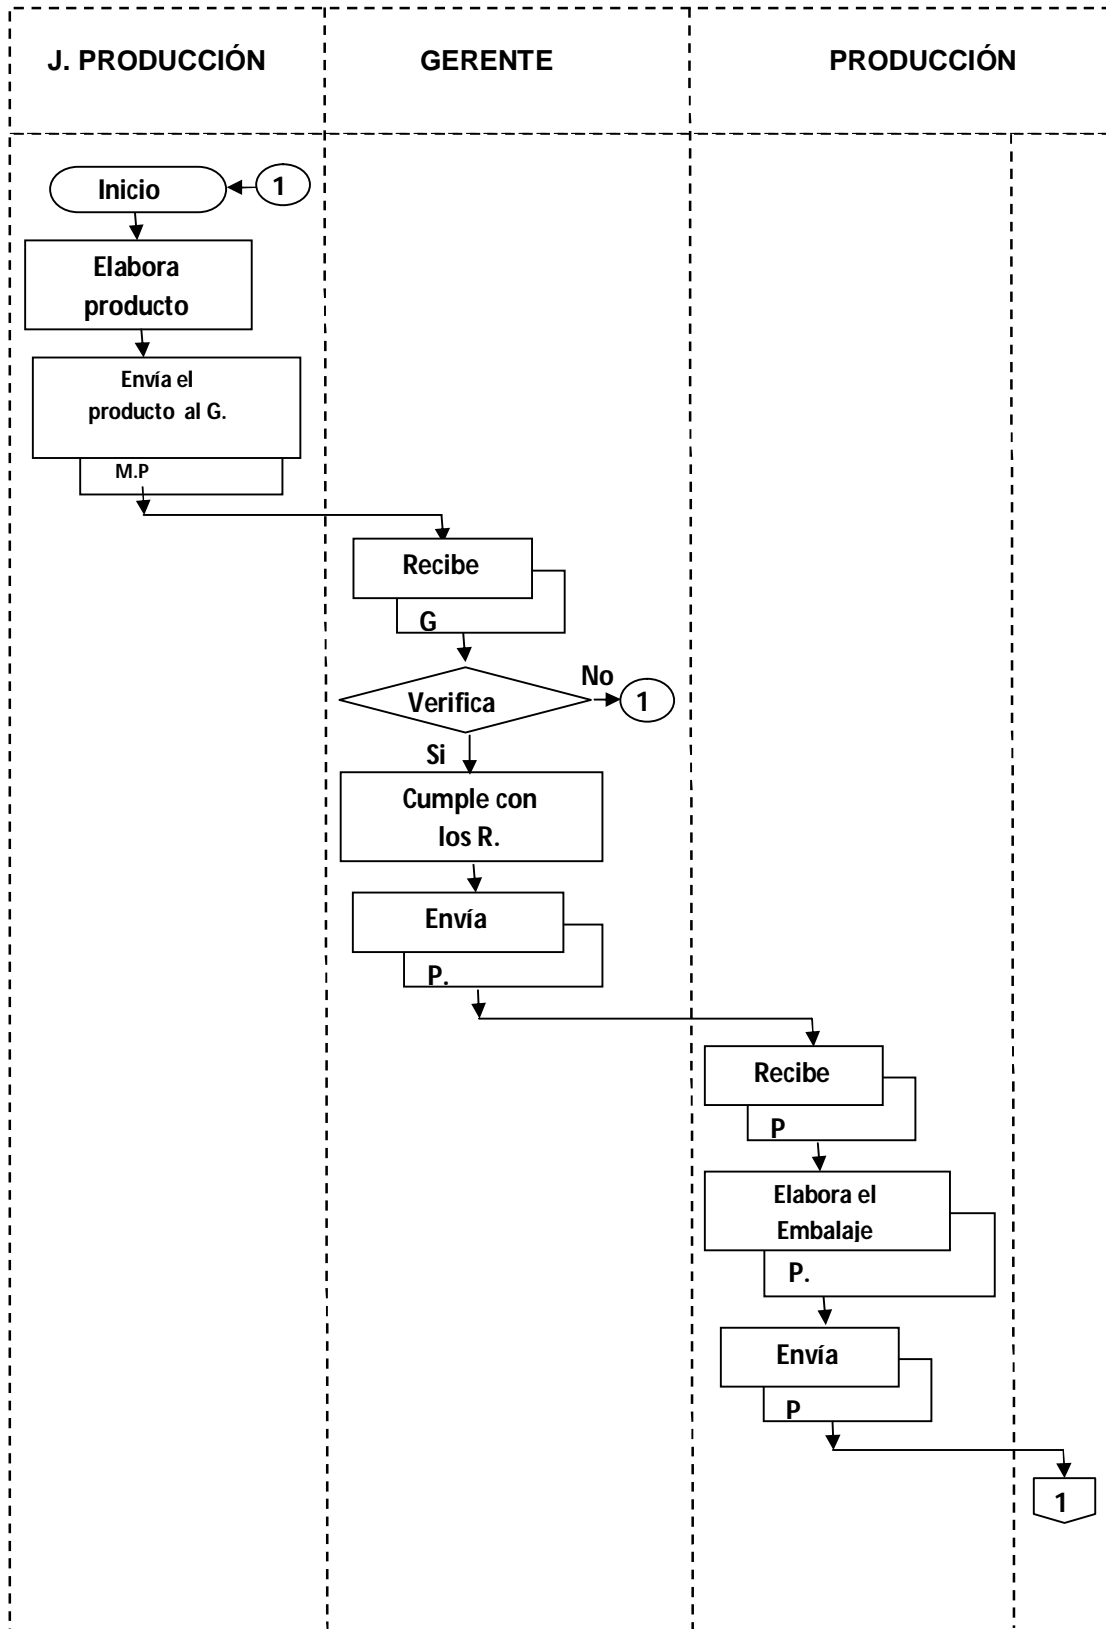 J. PRODUCCIÓN
GERENTE
PRODUCCIÓN
Inicio
1
Elabora
producto
Envía el
producto al G.
M.P
Recibe
G
Verifica
No
1
Si
Cumple con
los R.
Envía
P.
Recibe
P
Elabora el
Embalaje
P.
Envía
P
1